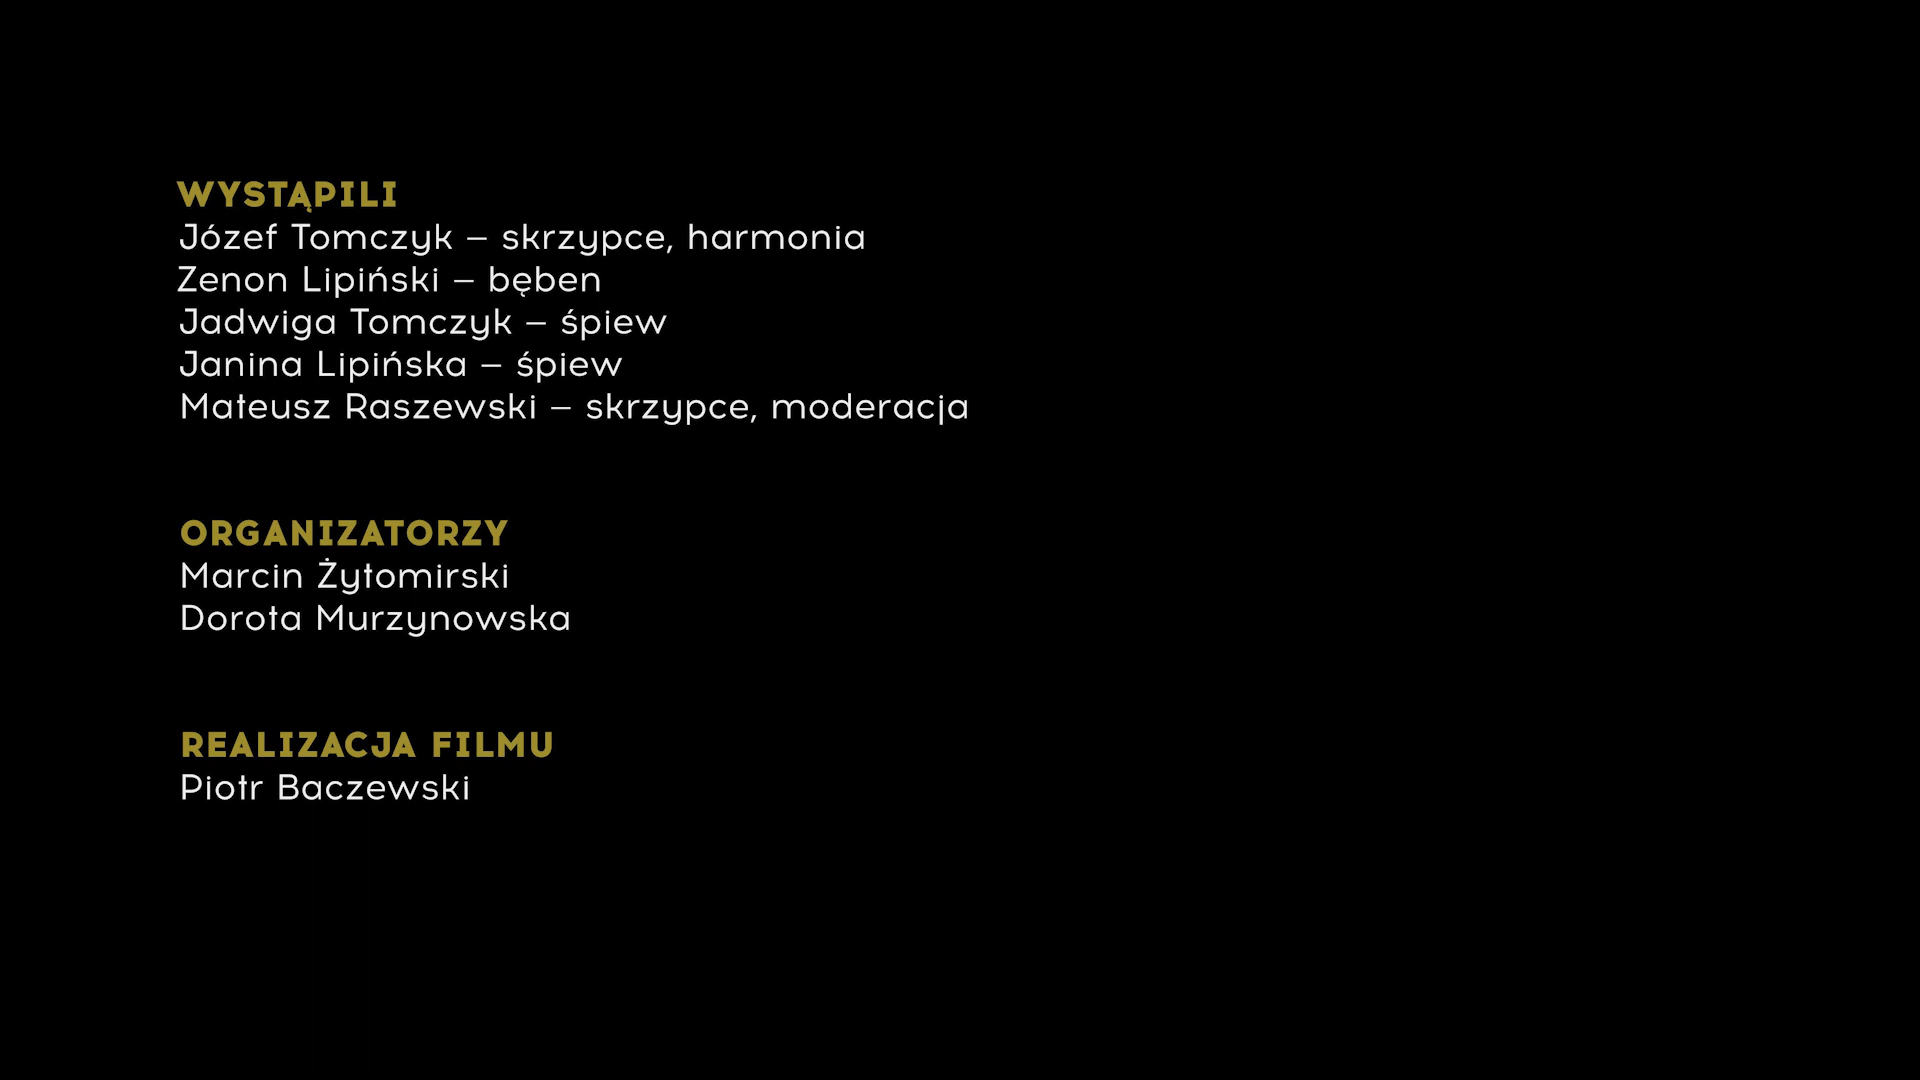 WYSTĄPILI
Józef Tomczyk – skrzypce, harmonia
Zenon Lipiński – bęben
Jadwiga Tomczyk – śpiew
Janina Lipińska – śpiew
Mateusz Raszewski – skrzypce, moderacja
ORGANIZATORZY
Marcin Żytomirski
Dorota Murzynowska
REALIZACJA FILMU
Piotr Baczewski